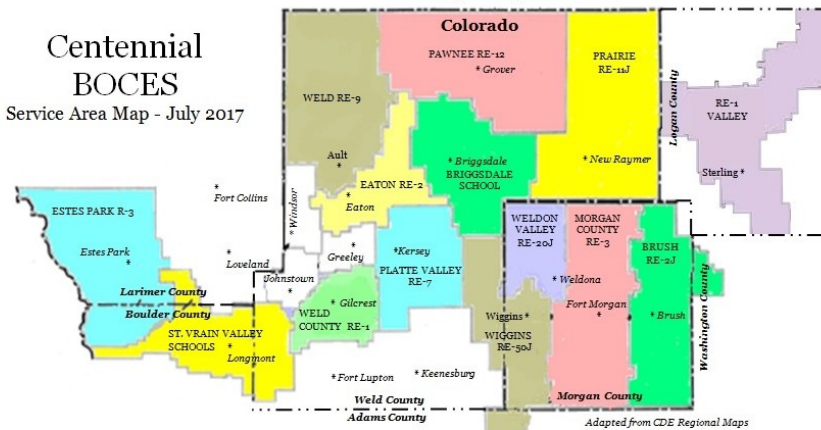 Centennial
BOCES
Service Area Map - July 2017
Colorado
PAWNEE RE-12
Grover
PRAIRIE
RE-11J
WELD RE-9
Ault
Logan County
RE-1
VALLEY
Sterling
Briggsdale
BRIGGSDALE
SCHOOL
New Raymer
EATON RE-2
Eaton
Fort Collins
Windsor
ESTES PARK R-3
Estes Park
Loveland
Greeley
Johnstown
Kersey
PLATTE VALLEY
RE-7
WELDON
VALLEY
RE-20J
Weldona
MORGAN
COUNTY
RE-3
Fort Morgan
BRUSH
RE-2J
Brush
Washington County
Larimer County
Boulder County
Gilcrest
WELD
COUNTY RE-1
Wiggins
WIGGINS
RE-50J
ST. VRAIN VALLEY
SCHOOLS
Longmont
Fort Lupton
Keenesburg
Weld County
Adams County
Morgan County
Adapted from CDE Regional Maps